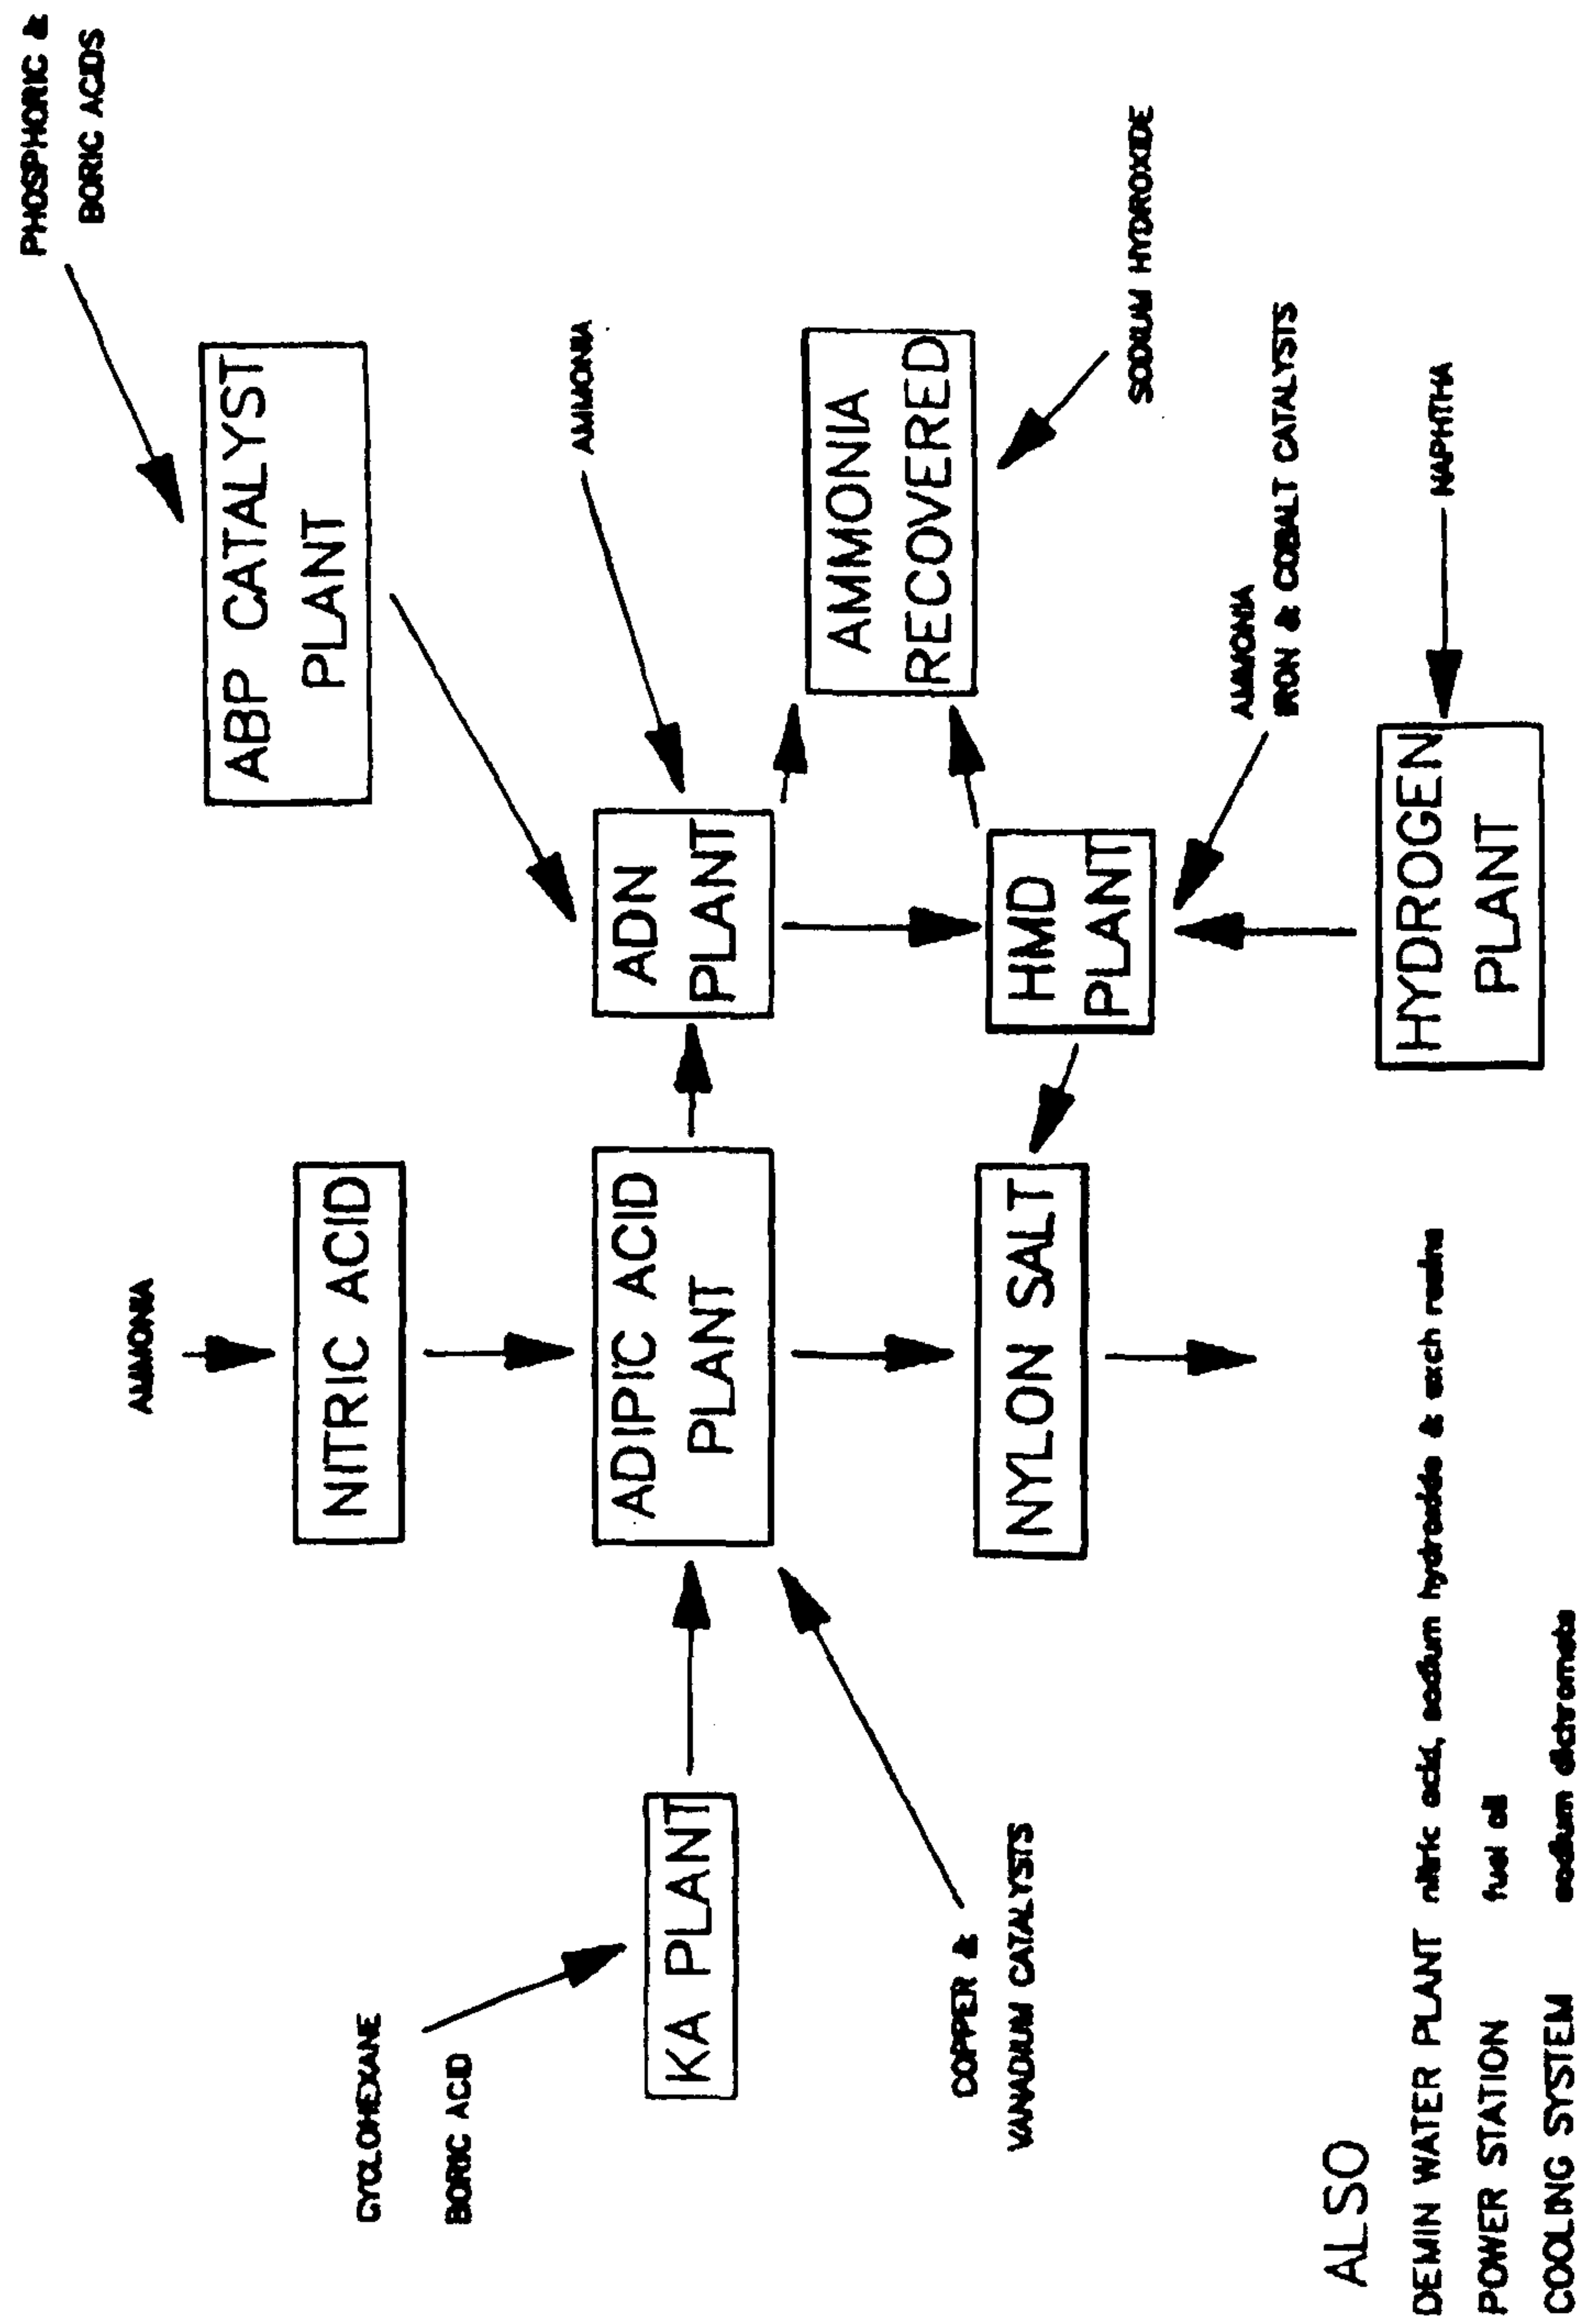 PHOSPHORIC &
BORIC ACIDS
AMMONIA
ABP CATALYST
PLANT
NITRIC ACID
AMMONIA
CYCLOHEXANE
BORIC ACID
KA PLANT
ADIPIC ACID
PLANT
ADN
PLANT
AMMONIA
RECOVERED
COPPER &
VANADIUM CATALYSTS
NYLON SALT
HMD
PLANT
SODIUM HYDROXIDE
AMMONIA
IRON & COBALT CATALYSTS
HYDROGEN
PLANT
NAPHTHA
ALSO
DEMIN WATER PLANT nitric acid, sodium hydroxide & exch resins
POWER STATION fuel oil
COOLING SYSTEM sodium dichromate